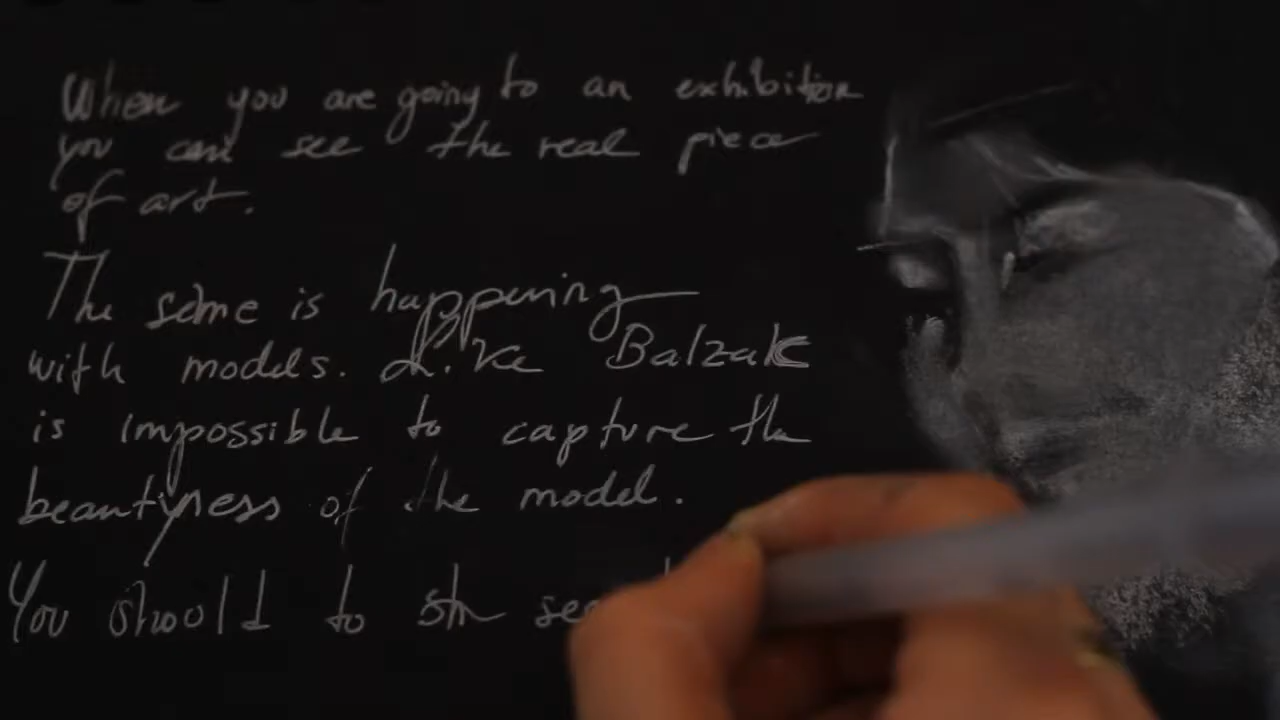 When you are going to an exhibition
you can see the real piece
of art.
The same is happening
with models. Like Balzak
is impossible to capture the
beautyness of the model.
You should to